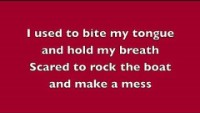 I used to bite my tongue
and hold my breath
Scared to rock the boat
and make a mess